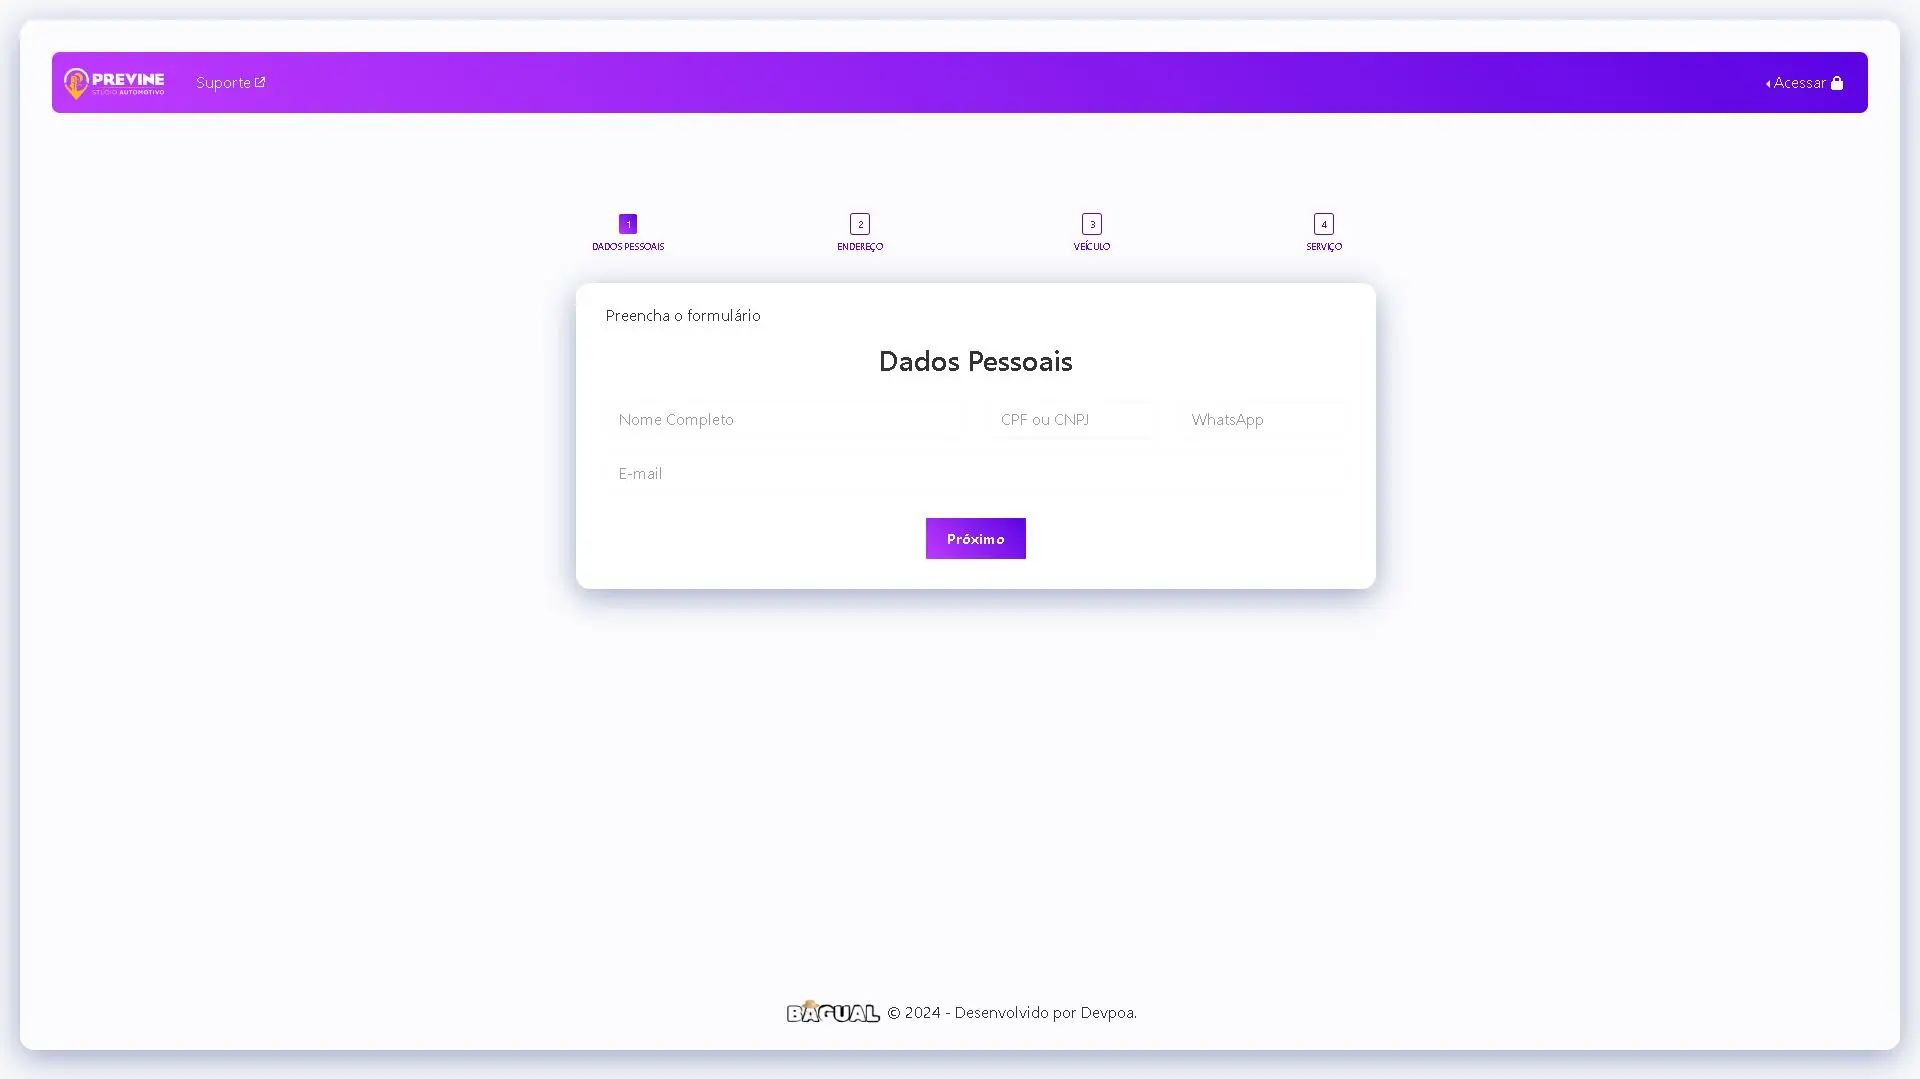 PREVINE
STUDIO AUTOMOTIVO
Suporte
Acessar
1
DADOS PESSOAIS
2
ENDEREÇO
3
VEÍCULO
4
SERVIÇO
Preencha o formulário
Dados Pessoais
Nome Completo
CPF ou CNPJ
WhatsApp
E-mail
Próximo
BAGUAL © 2024 - Desenvolvido por Devpoa.